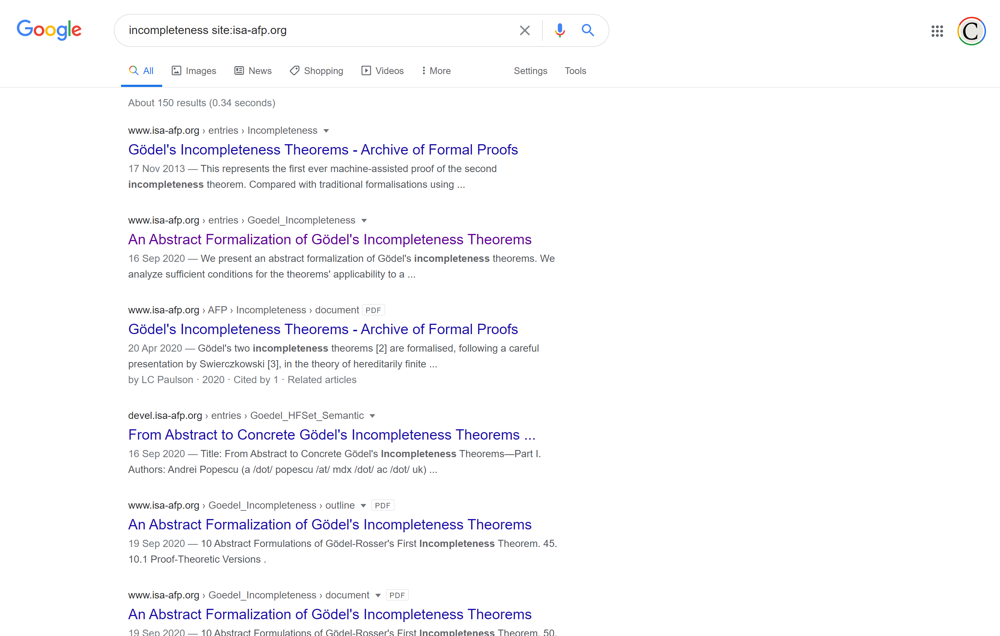 Google
incompleteness site:isa-afp.org
C
All Images News Shopping Videos More Settings Tools
About 150 results (0.34 seconds)
www.isa-afp.org › entries › Incompleteness
Gödel's Incompleteness Theorems - Archive of Formal Proofs
17 Nov 2013 — This represents the first ever machine-assisted proof of the second
incompleteness theorem. Compared with traditional formalisations using ...
www.isa-afp.org › entries › Goedel_Incompleteness
An Abstract Formalization of Gödel's Incompleteness Theorems
16 Sep 2020 — We present an abstract formalization of Gödel's incompleteness theorems. We
analyze sufficient conditions for the theorems' applicability to a ...
www.isa-afp.org › AFP › Incompleteness › document PDF
Gödel's Incompleteness Theorems - Archive of Formal Proofs
20 Apr 2020 — Gödel's two incompleteness theorems [2] are formalised, following a careful
presentation by Swierczkowski [3], in the theory of hereditarily finite ...
by LC Paulson · 2020 · Cited by 1 · Related articles
devel.isa-afp.org › entries › Goedel_HFSet_Semantic
From Abstract to Concrete Gödel's Incompleteness Theorems ...
16 Sep 2020 — Title: From Abstract to Concrete Gödel's Incompleteness Theorems—Part I.
Authors: Andrei Popescu (a /dot/ popescu /at/ mdx /dot/ ac /dot/ uk) ...
www.isa-afp.org › Goedel_Incompleteness › outline PDF
An Abstract Formalization of Gödel's Incompleteness Theorems
19 Sep 2020 — 10 Abstract Formulations of Gödel-Rosser's First Incompleteness Theorem. 45.
10.1 Proof-Theoretic Versions .
www.isa-afp.org › Goedel_Incompleteness › document PDF
An Abstract Formalization of Gödel's Incompleteness Theorems
19 Sep 2020 — 10 Abstract Formulations of Gödel-Rosser's First Incompleteness Theorem. 50.